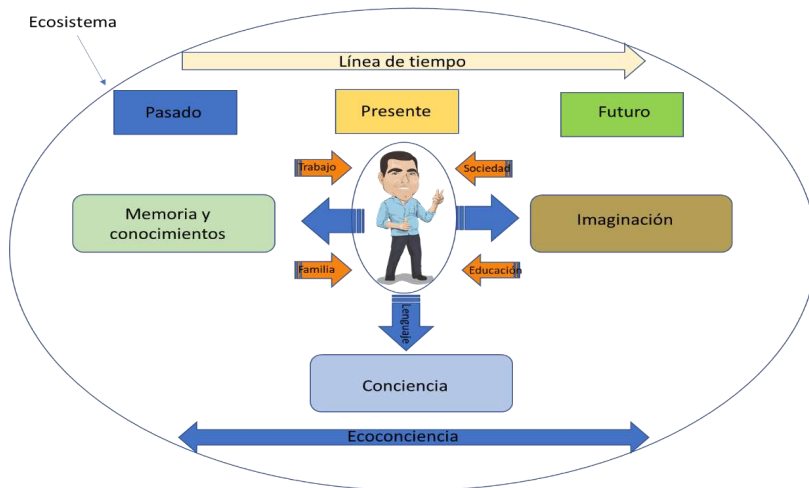 Ecosistema
Línea de tiempo
Pasado
Presente
Futuro
Trabajo
Sociedad
Memoria y
conocimientos
Imaginación
Familia
Educación
Lenguaje
Conciencia
Ecoconciencia